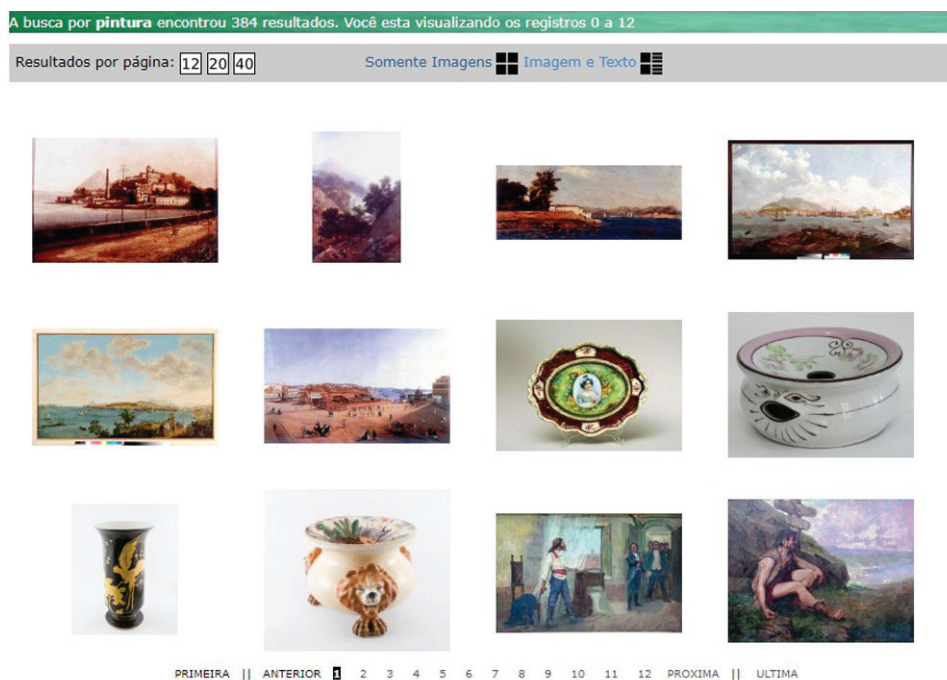 A busca por pintura encontrou 384 resultados. Você esta visualizando os registros 0 a 12
Resultados por página: 12 20 40 Somente Imagens Imagem e Texto
PRIMEIRA || ANTERIOR 1 2 3 4 5 6 7 8 9 10 11 12 PROXIMA || ULTIMA